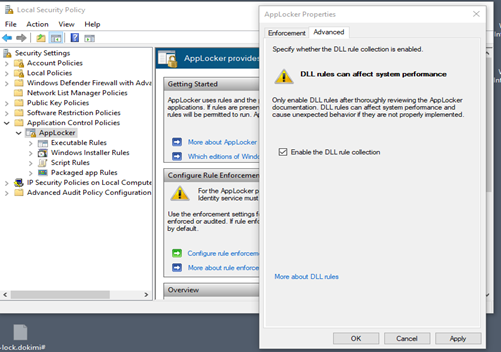 Local Security Policy
File Action View Help
Security Settings
Account Policies
Local Policies
Windows Defender Firewall with Adva
Network List Manager Policies
Public Key Policies
Software Restriction Policies
Application Control Policies
AppLocker
Executable Rules
Windows Installer Rules
Script Rules
Packaged app Rules
IP Security Policies on Local Compute
Advanced Audit Policy Configuration
AppLocker provides
Getting Started
AppLocker uses rules and the
applications. If rules are presen
rules will be permitted to run. A
More about AppLocker
Which editions of Windo
Configure Rule Enforcemen
For the AppLocker p
Identity service must
Use the enforcement settings f
enforced or audited. If rule enf
by default.
Configure rule enforceme
More about rule enforce
Overview
AppLocker Properties
Enforcement Advanced
Specify whether the DLL rule collection is enabled.
DLL rules can affect system performance
Only enable DLL rules after thoroughly reviewing the AppLocker
documentation. DLL rules can affect system performance and
cause unexpected behavior if they are not properly implemented.
Enable the DLL rule collection
More about DLL rules
OK Cancel Apply
-lock.dokimi#